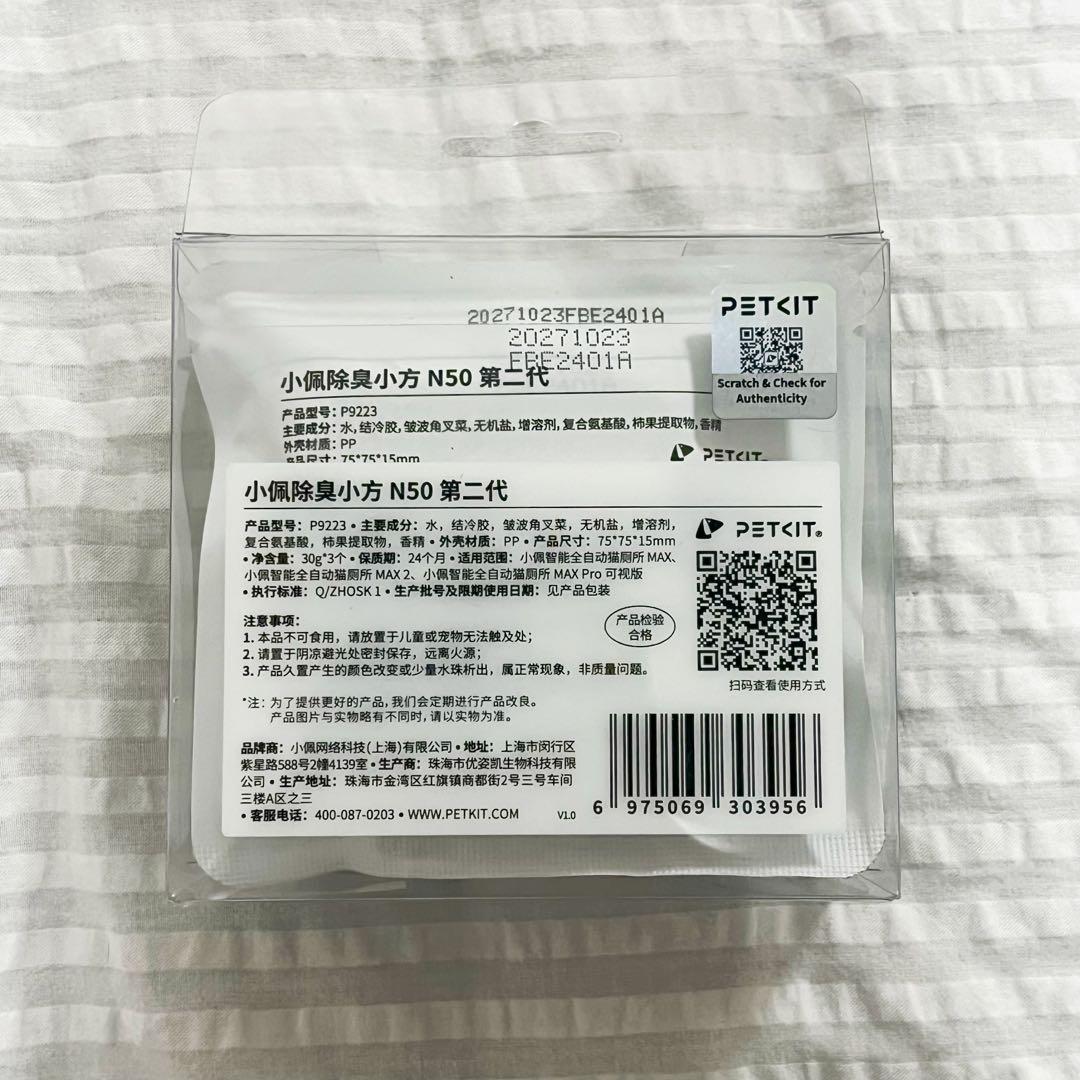 20271023FBE2401A
20271023
FBE2401A
PETKIT
Scratch & Check for
Authenticity
小佩除臭小方 N50 第二代
产品型号：P9223
主要成分：水，结冷胶，皱波角叉菜，无机盐，增溶剂，复合氨基酸，柿果提取物，香精
外壳材质：PP
产品尺寸：75*75*15mm
PETKIT
小佩除臭小方 N50 第二代
产品型号：P9223 • 主要成分：水，结冷胶，皱波角叉菜，无机盐，增溶剂，
复合氨基酸，柿果提取物，香精 • 外壳材质：PP • 产品尺寸：75*75*15mm
• 净含量：30g*3个 • 保质期：24个月 • 适用范围：小佩智能全自动猫厕所 MAX、
小佩智能全自动猫厕所 MAX 2、小佩智能全自动猫厕所 MAX Pro 可视版
• 执行标准：Q/ZHOSK 1 • 生产批号及限期使用日期：见产品包装
PETKIT®
注意事项：
1. 本品不可食用，请放置于儿童或宠物无法触及处；
2. 请置于阴凉避光处密封保存，远离火源；
3. 产品久置产生的颜色改变或少量水珠析出，属正常现象，非质量问题。
产品检验
合格
扫码查看使用方式
*注：为了提供更好的产品，我们会定期进行产品改良。
产品图片与实物略有不同时，请以实物为准。
品牌商：小佩网络科技(上海)有限公司 • 地址：上海市闵行区
紫星路588号2幢4139室 • 生产商：珠海市优姿凯生物科技有限
公司 • 生产地址：珠海市金湾区红旗镇商都街2号三号车间
三楼A区之三
• 客服电话：400-087-0203 • WWW.PETKIT.COM
V1.0
6 975069 303956